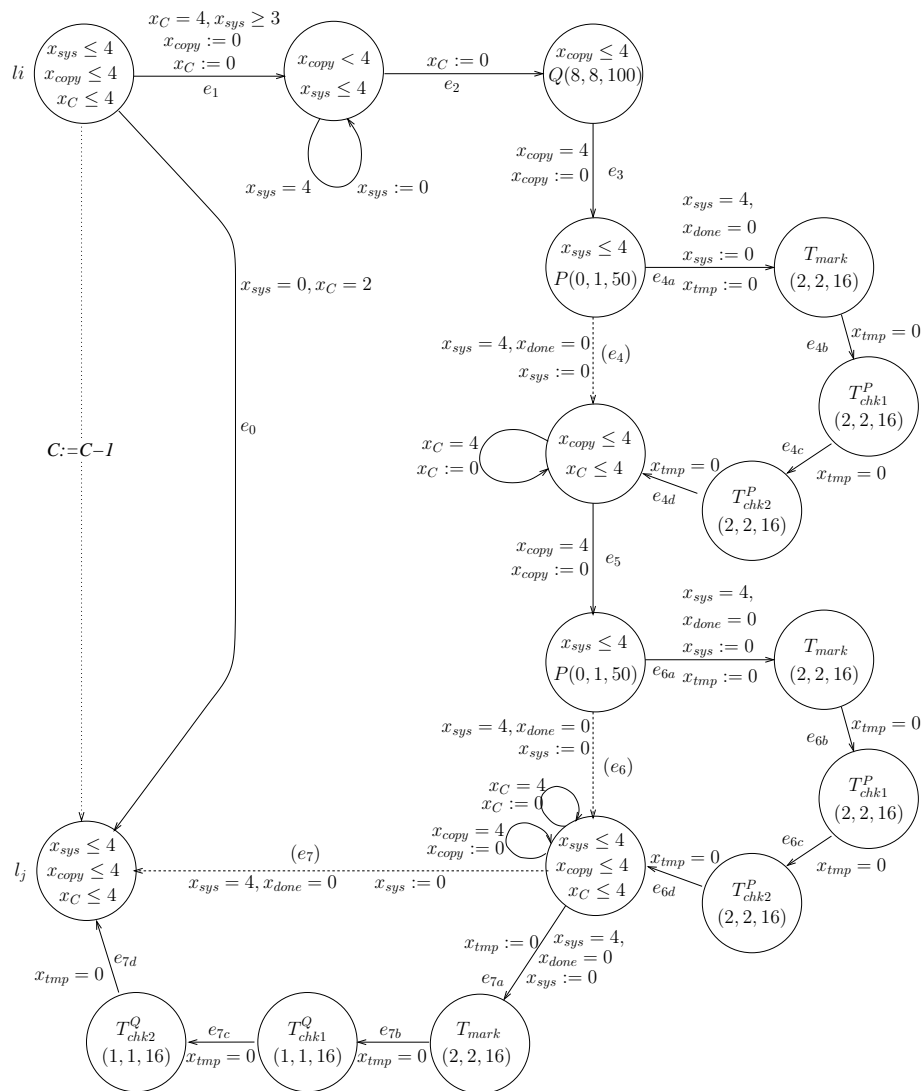 x_C = 4, x_sys ≥ 3
x_copy := 0
x_C := 0
e_1
li
x_sys ≤ 4
x_copy ≤ 4
x_C ≤ 4
x_copy < 4
x_sys ≤ 4
x_C := 0
e_2
x_copy ≤ 4
Q(8, 8, 100)
x_sys = 4
x_sys := 0
x_copy = 4
x_copy := 0
e_3
x_sys = 0, x_C = 2
x_sys ≤ 4
P(0, 1, 50)
x_sys = 4,
x_done = 0
x_sys := 0
e_4a
x_tmp := 0
T_mark
(2, 2, 16)
x_tmp = 0
e_4b
x_sys = 4, x_done = 0
x_sys := 0
(e_4)
T^P_chk1
(2, 2, 16)
e_0
C:=C−1
x_C = 4
x_C := 0
x_copy ≤ 4
x_C ≤ 4
x_tmp = 0
e_4d
e_4c
x_tmp = 0
T^P_chk2
(2, 2, 16)
x_copy = 4
x_copy := 0
e_5
x_sys ≤ 4
P(0, 1, 50)
x_sys = 4,
x_done = 0
x_sys := 0
e_6a
x_tmp := 0
T_mark
(2, 2, 16)
x_tmp = 0
e_6b
x_sys = 4, x_done = 0
x_sys := 0
(e_6)
T^P_chk1
(2, 2, 16)
x_C = 4
x_C := 0
x_copy = 4
x_copy := 0
x_sys ≤ 4
x_copy ≤ 4
x_C ≤ 4
x_tmp = 0
e_6d
e_6c
x_tmp = 0
T^P_chk2
(2, 2, 16)
l_j
x_sys ≤ 4
x_copy ≤ 4
x_C ≤ 4
(e_7)
x_sys = 4, x_done = 0
x_sys := 0
x_tmp := 0
x_sys = 4,
x_done = 0
x_sys := 0
e_7a
e_7d
x_tmp = 0
T^Q_chk2
(1, 1, 16)
e_7c
x_tmp = 0
T^Q_chk1
(1, 1, 16)
e_7b
x_tmp = 0
T_mark
(2, 2, 16)